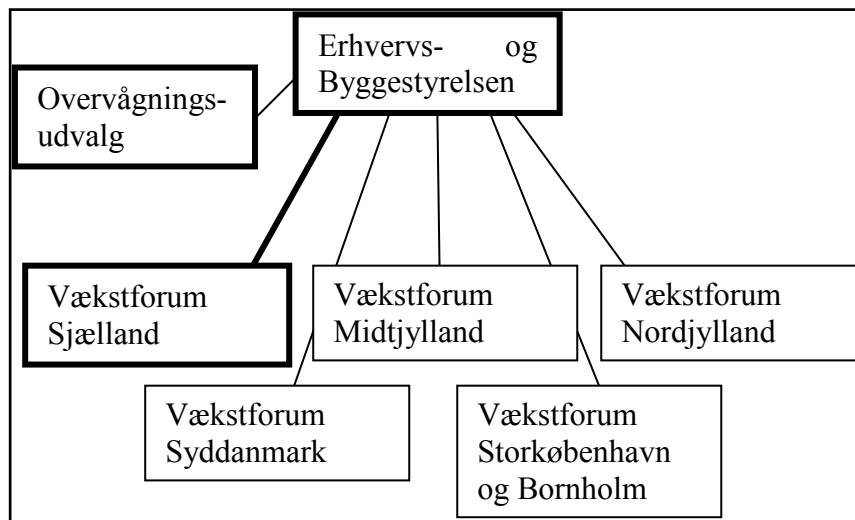 Erhvervs- og
Byggestyrelsen
Overvågnings-
udvalg
Vækstforum
Sjælland
Vækstforum
Midtjylland
Vækstforum
Nordjylland
Vækstforum
Syddanmark
Vækstforum
Storkøbenhavn
og Bornholm